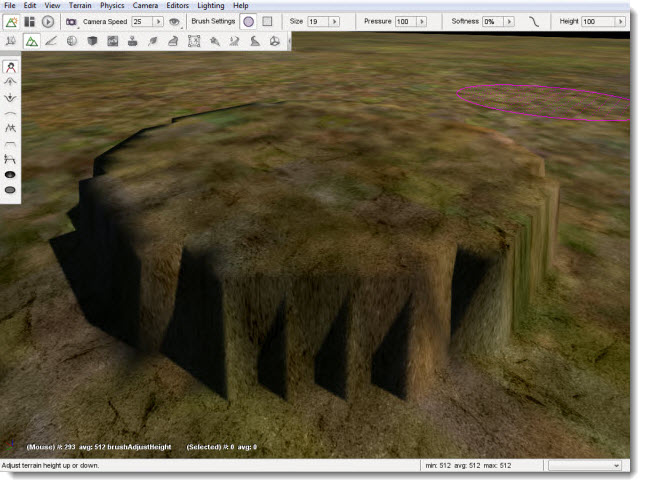 File Edit View Terrain Physics Camera Editors Lighting Help
Camera Speed 25 Brush Settings Size 19 Pressure 100 Softness 0% Height 100
(Mouse) #: 293 avg: 512 brushAdjustHeight (Selected) #: 0 avg: 0
Adjust terrain height up or down. min: 512 avg: 512 max: 512